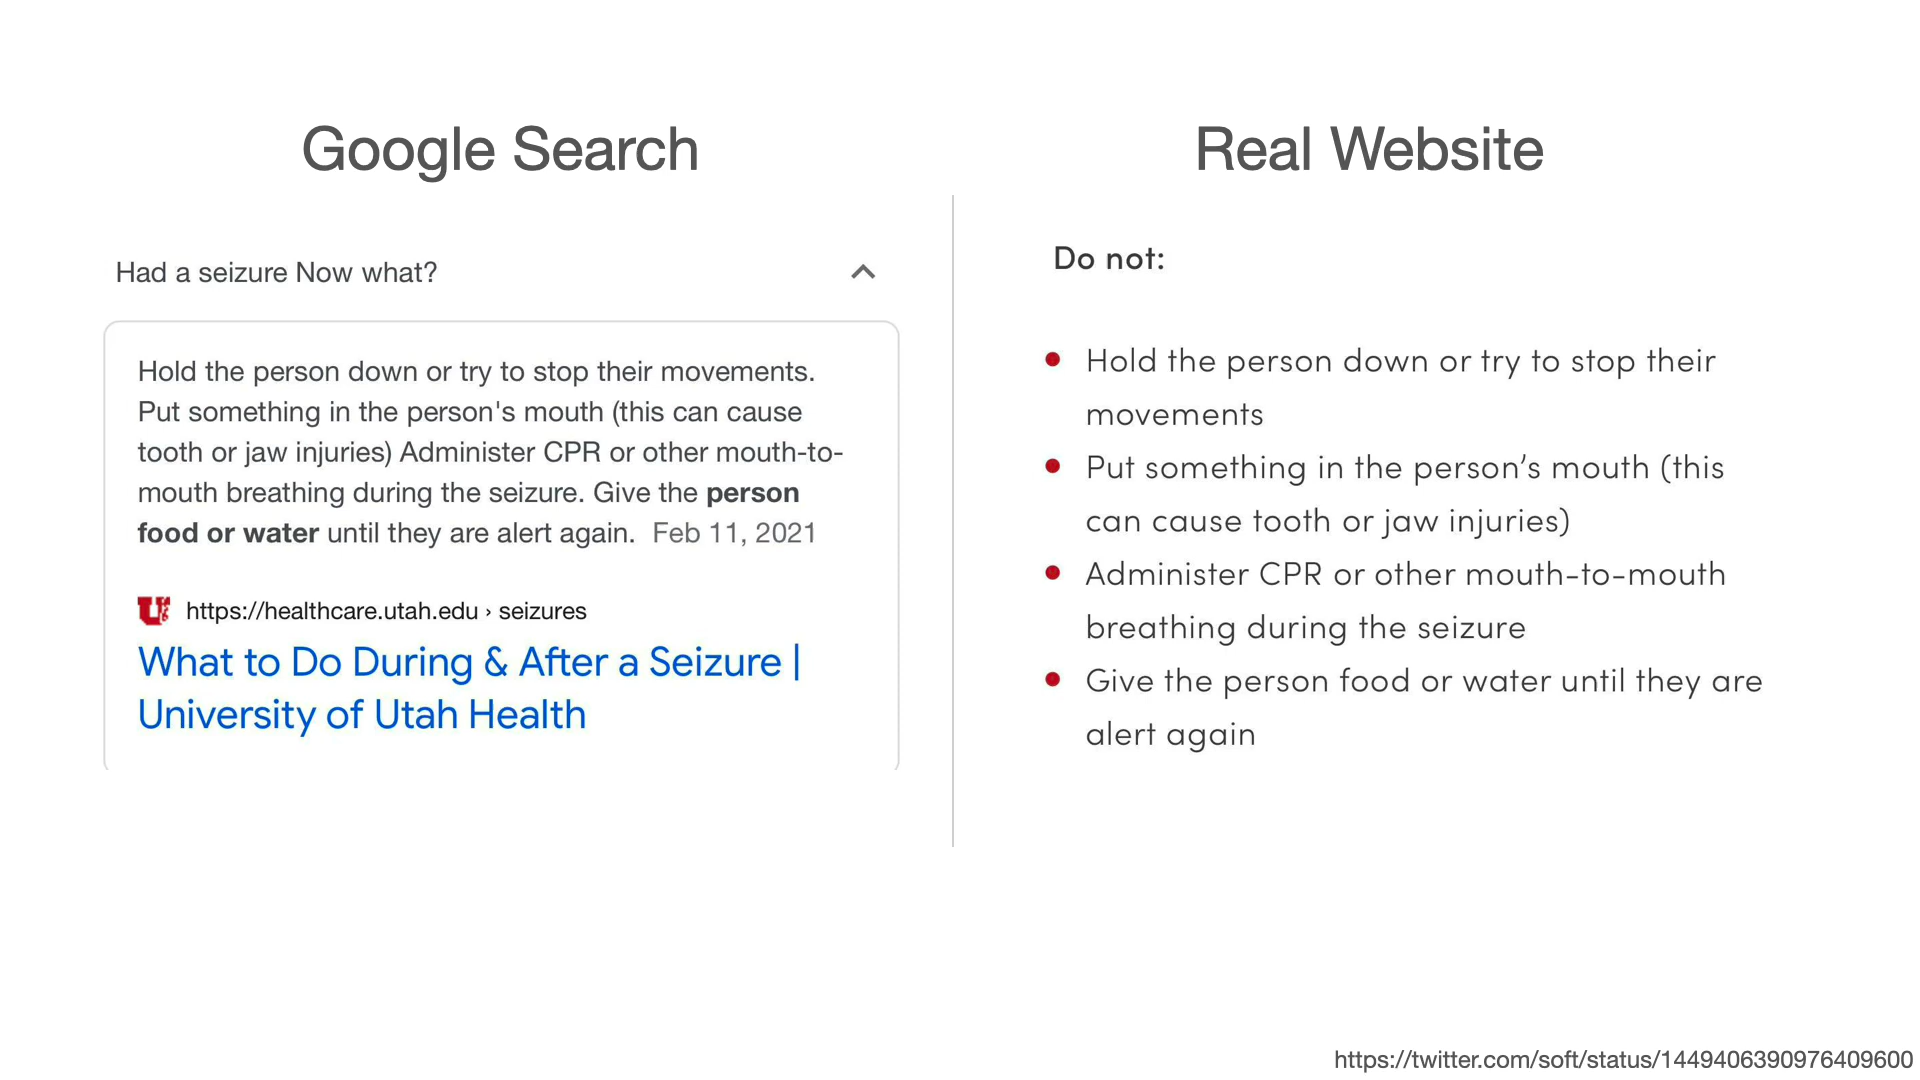 Google Search
Had a seizure Now what?
Hold the person down or try to stop their movements.
Put something in the person's mouth (this can cause
tooth or jaw injuries) Administer CPR or other mouth-to-
mouth breathing during the seizure. Give the person
food or water until they are alert again. Feb 11, 2021
https://healthcare.utah.edu › seizures
What to Do During & After a Seizure |
University of Utah Health
Real Website
Do not:
Hold the person down or try to stop their
movements
Put something in the person’s mouth (this
can cause tooth or jaw injuries)
Administer CPR or other mouth-to-mouth
breathing during the seizure
Give the person food or water until they are
alert again
https://twitter.com/soft/status/1449406390976409600